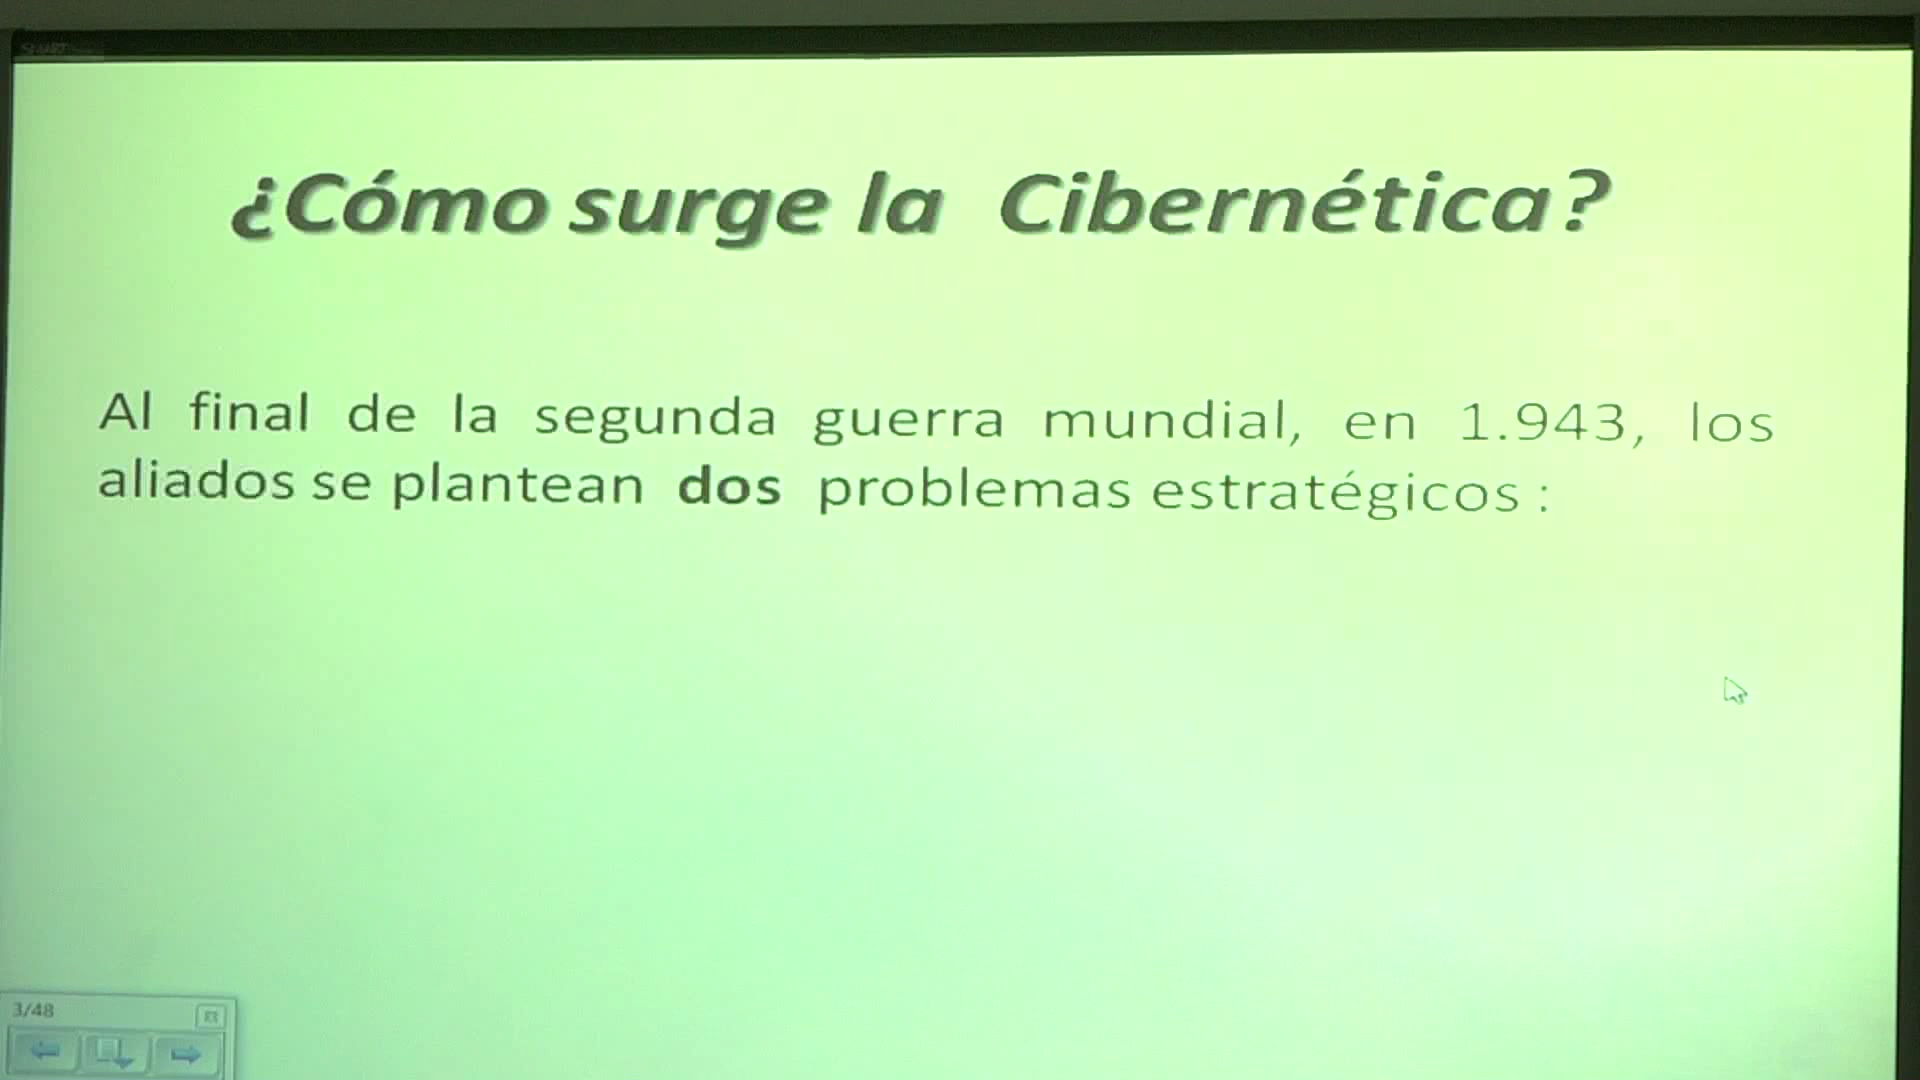 SMART
¿Cómo surge la Cibernética?
Al final de la segunda guerra mundial, en 1.943, los
aliados se plantean dos problemas estratégicos :
3/48